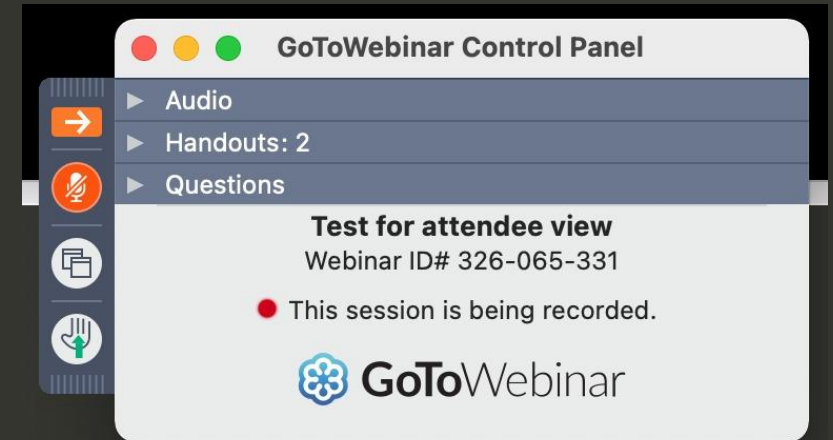 GoToWebinar Control Panel
Audio
Handouts: 2
Questions
Test for attendee view
Webinar ID# 326-065-331
This session is being recorded.
GoToWebinar